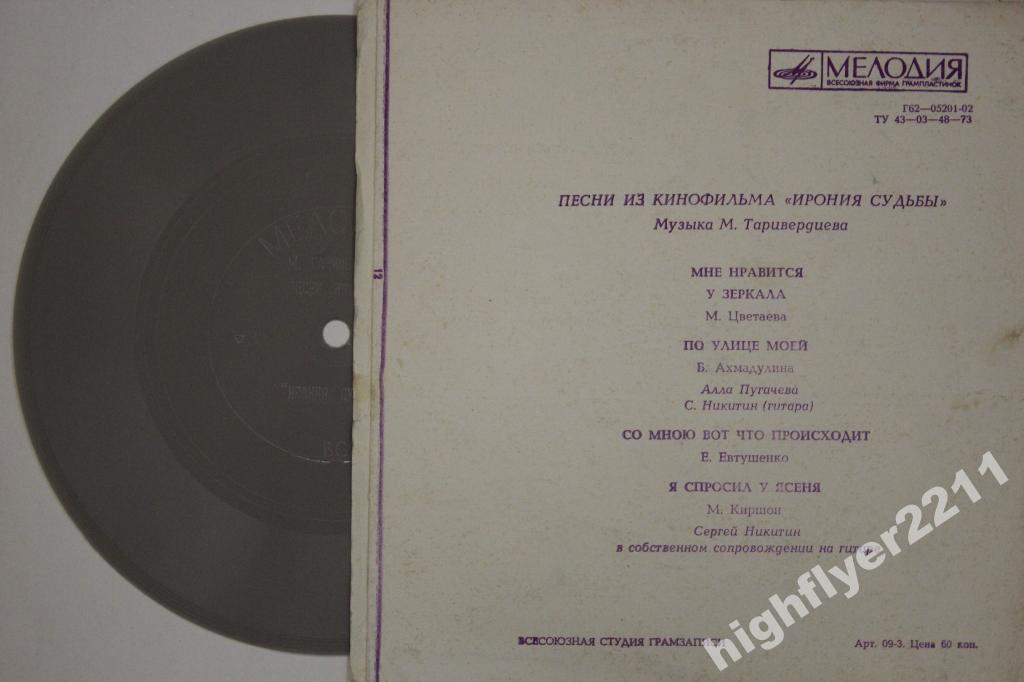 МЕЛОДИЯ
ВСЕСОЮЗНАЯ ФИРМА ГРАМПЛАСТИНОК
Г62—05201-02
ТУ 43—03—48—73
ПЕСНИ ИЗ КИНОФИЛЬМА «ИРОНИЯ СУДЬБЫ»
Музыка М. Таривердиева
МНЕ НРАВИТСЯ
У ЗЕРКАЛА
М. Цветаева
ПО УЛИЦЕ МОЕЙ
Б. Ахмадулина
Алла Пугачева
С. Никитин (гитара)
СО МНОЮ ВОТ ЧТО ПРОИСХОДИТ
Е. Евтушенко
Я СПРОСИЛ У ЯСЕНЯ
М. Киршон
Сергей Никитин
в собственном сопровождении на гитаре
ВСЕСОЮЗНАЯ СТУДИЯ ГРАМЗАПИСИ
Арт. 09-3. Цена 60 коп.
12
highflyer2211